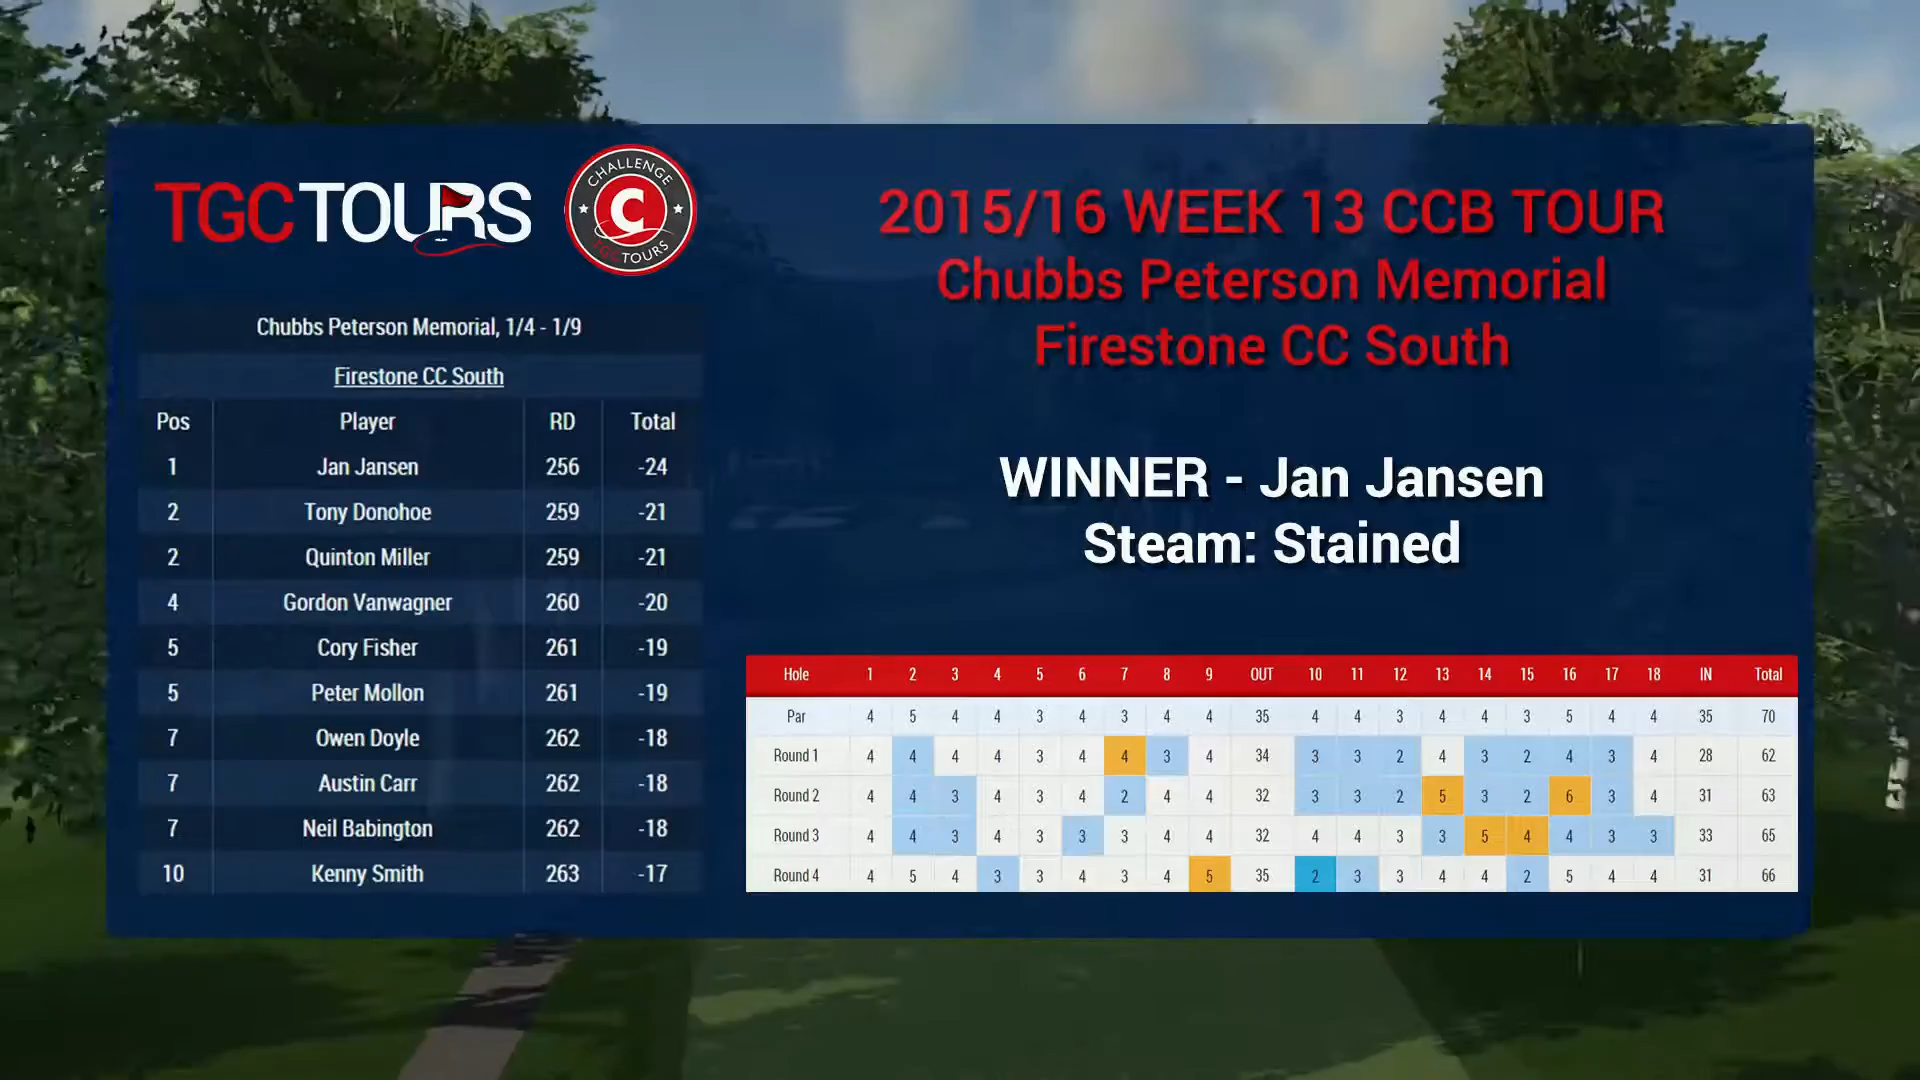 TGCTOURS
CHALLENGE
C
TGCTOURS
2015/16 WEEK 13 CCB TOUR
Chubbs Peterson Memorial
Firestone CC South
WINNER - Jan Jansen
Steam: Stained
Chubbs Peterson Memorial, 1/4 - 1/9
Firestone CC South
Pos Player RD Total
1 Jan Jansen 256 -24
2 Tony Donohoe 259 -21
2 Quinton Miller 259 -21
4 Gordon Vanwagner 260 -20
5 Cory Fisher 261 -19
5 Peter Mollon 261 -19
7 Owen Doyle 262 -18
7 Austin Carr 262 -18
7 Neil Babington 262 -18
10 Kenny Smith 263 -17
Hole 1 2 3 4 5 6 7 8 9 OUT 10 11 12 13 14 15 16 17 18 IN Total
Par 4 5 4 4 3 4 3 4 4 35 4 4 3 4 4 3 5 4 4 35 70
Round 1 4 4 4 4 3 4 4 3 4 34 3 3 2 4 3 2 4 3 4 28 62
Round 2 4 4 3 4 3 4 2 4 4 32 3 3 2 5 3 2 6 3 4 31 63
Round 3 4 4 3 4 3 3 3 4 4 32 4 4 3 3 5 4 4 3 3 33 65
Round 4 4 5 4 3 3 4 3 4 5 35 2 3 3 4 4 2 5 4 4 31 66